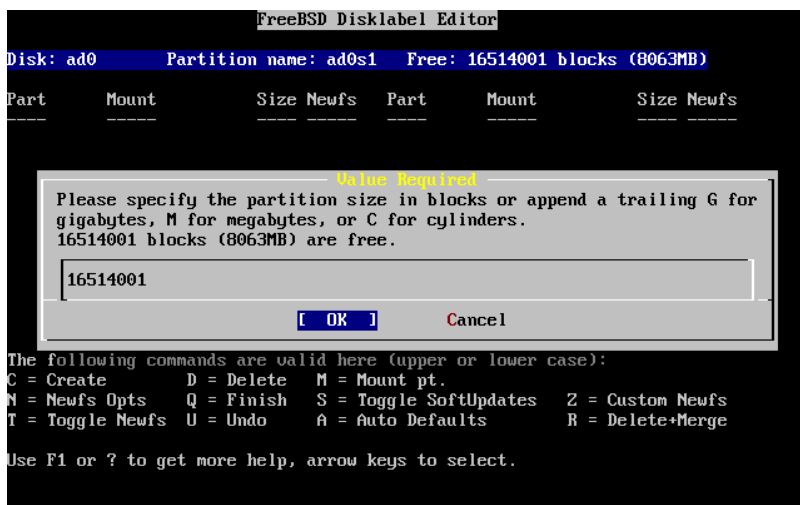 FreeBSD Disklabel Editor
Disk: ad0 Partition name: ad0s1 Free: 16514001 blocks (8063MB)
Part Mount Size Newfs Part Mount Size Newfs
---- ----- ---- ----- ---- ----- ---- -----
Value Required
Please specify the partition size in blocks or append a trailing G for
gigabytes, M for megabytes, or C for cylinders.
16514001 blocks (8063MB) are free.
16514001
[ OK ] Cancel
The following commands are valid here (upper or lower case):
C = Create D = Delete M = Mount pt.
N = Newfs Opts Q = Finish S = Toggle SoftUpdates Z = Custom Newfs
T = Toggle Newfs U = Undo A = Auto Defaults R = Delete+Merge
Use F1 or ? to get more help, arrow keys to select.